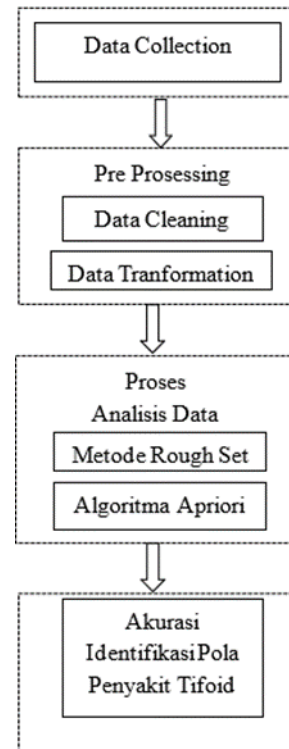 Data Collection
Pre Prosessing
Data Cleaning
Data Tranformation
Proses
Analisis Data
Metode Rough Set
Algoritma Apriori
Akurasi
IdentifikasiPola
Penyakit Tifoid